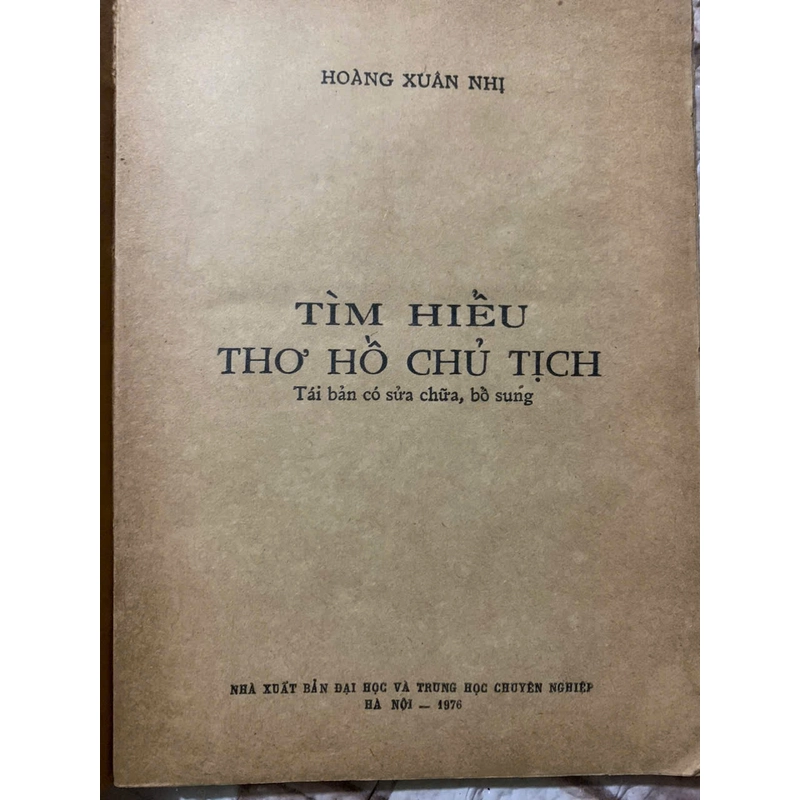 HOÀNG XUÂN NHỊ
TÌM HIỂU
THƠ HỒ CHỦ TỊCH
Tái bản có sửa chữa, bổ sung
NHÀ XUẤT BẢN ĐẠI HỌC VÀ TRUNG HỌC CHUYÊN NGHIỆP
HÀ NỘI — 1976